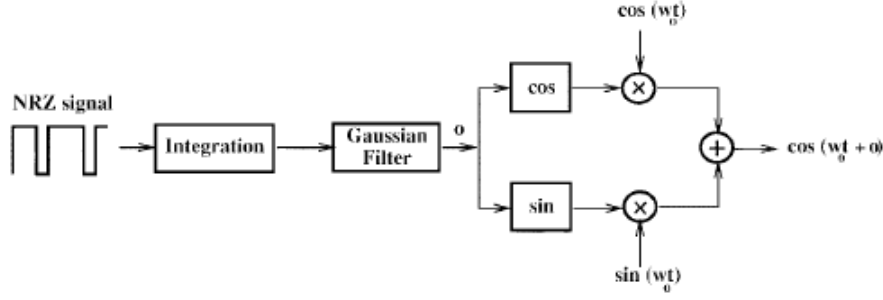 cos (wt)
o
NRZ signal
cos
Integration
Gaussian
Filter
o
cos (wt + o)
o
sin
sin (wt)
o